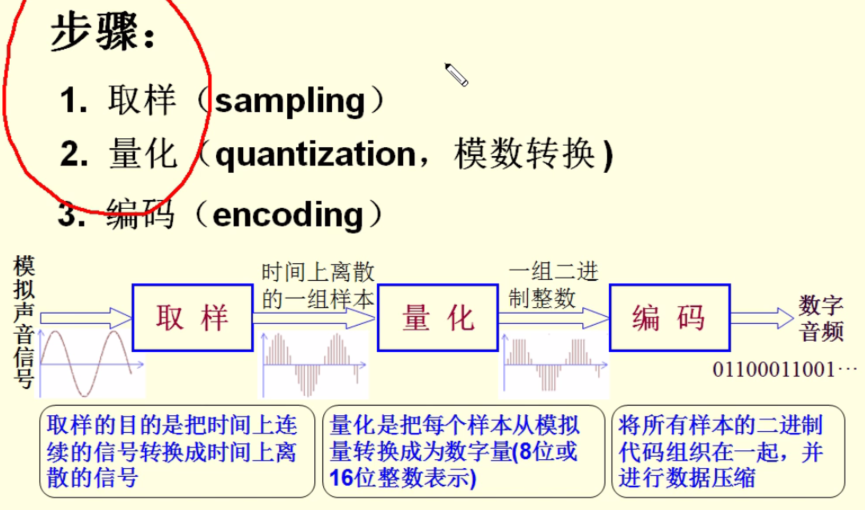 步骤：
1. 取样（sampling）
2. 量化（quantization，模数转换)
3. 编码（encoding）
模拟声音信号
取样
时间上离散
的一组样本
量化
一组二进
制整数
编码
数字
音频
01100011001…
取样的目的是把时间上连
续的信号转换成时间上离
散的信号
量化是把每个样本从模拟
量转换成为数字量(8位或
16位整数表示)
将所有样本的二进制
代码组织在一起，并
进行数据压缩